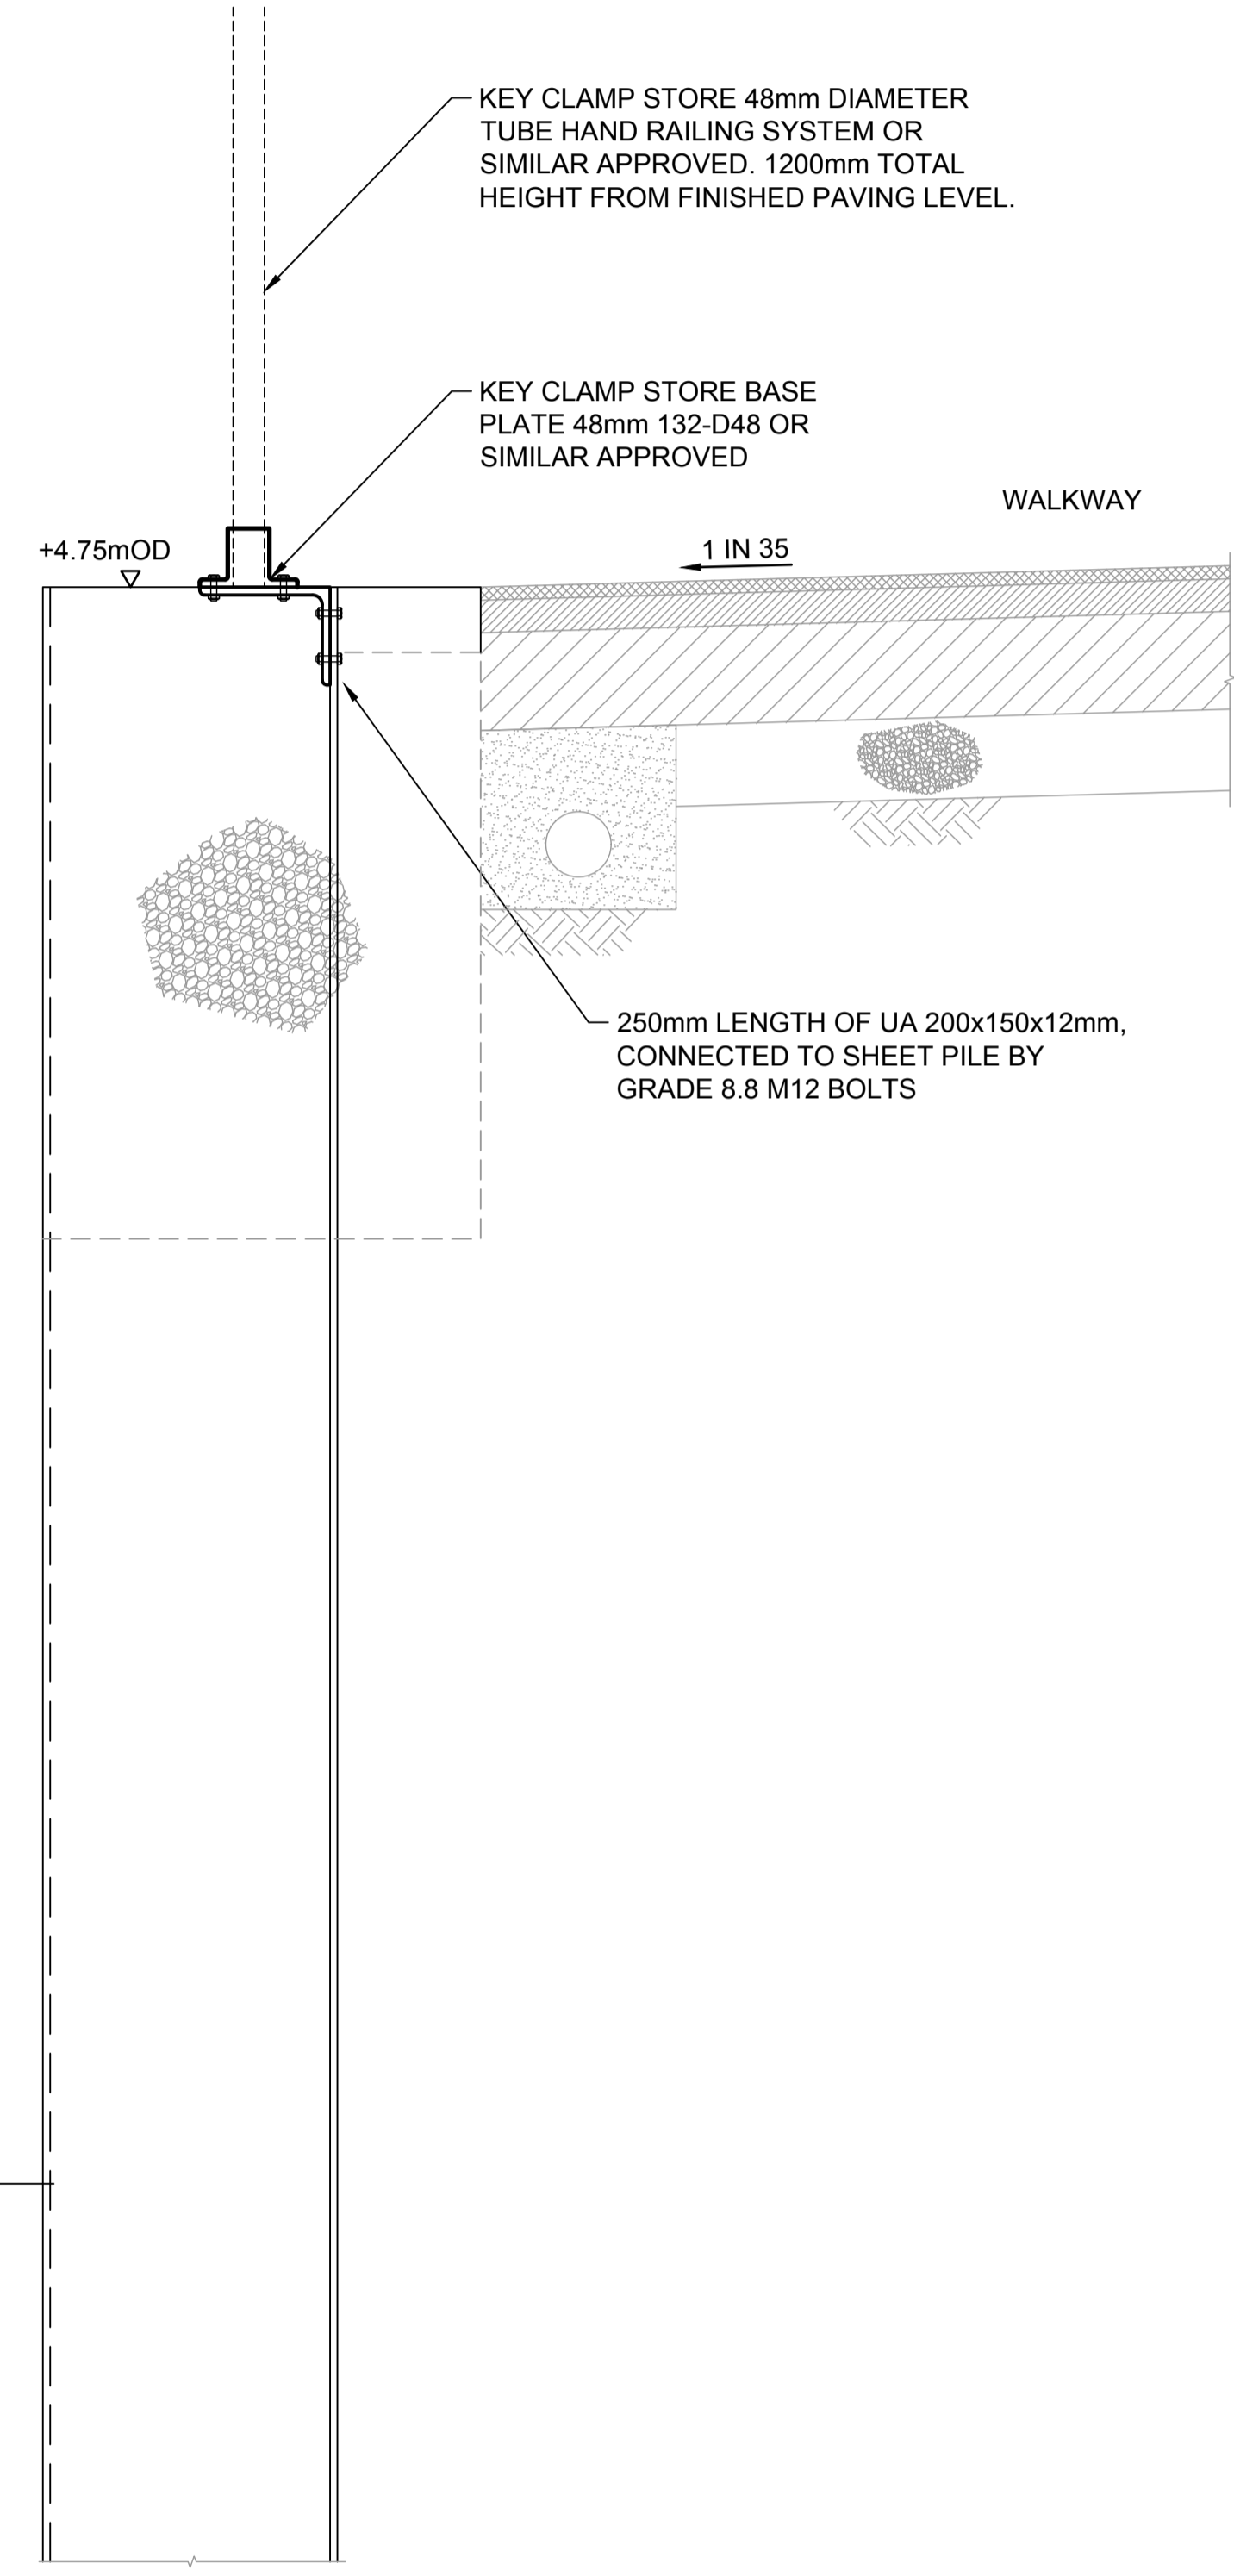 KEY CLAMP STORE 48mm DIAMETER
TUBE HAND RAILING SYSTEM OR
SIMILAR APPROVED. 1200mm TOTAL
HEIGHT FROM FINISHED PAVING LEVEL.
KEY CLAMP STORE BASE
PLATE 48mm 132-D48 OR
SIMILAR APPROVED
WALKWAY
+4.75mOD
1 IN 35
250mm LENGTH OF UA 200x150x12mm,
CONNECTED TO SHEET PILE BY
GRADE 8.8 M12 BOLTS